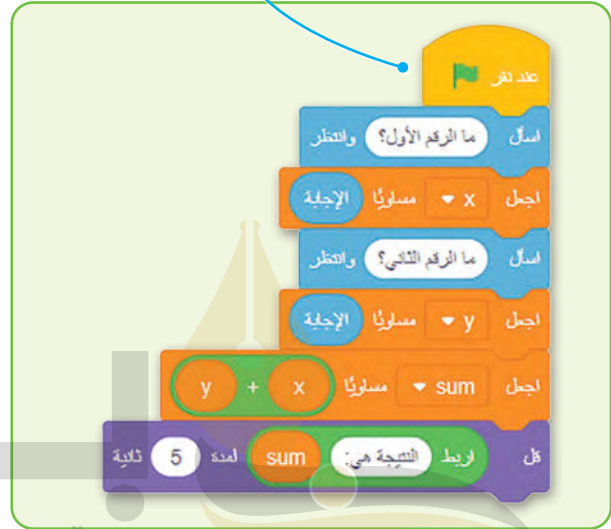 عند نقر
اسأل ما الرقم الأول؟ وانتظر
اجعل x مساويًا الإجابة
اسأل ما الرقم الثاني؟ وانتظر
اجعل y مساويًا الإجابة
اجعل sum مساويًا x + y
قل اربط النتيجة هي: sum لمدة 5 ثانية